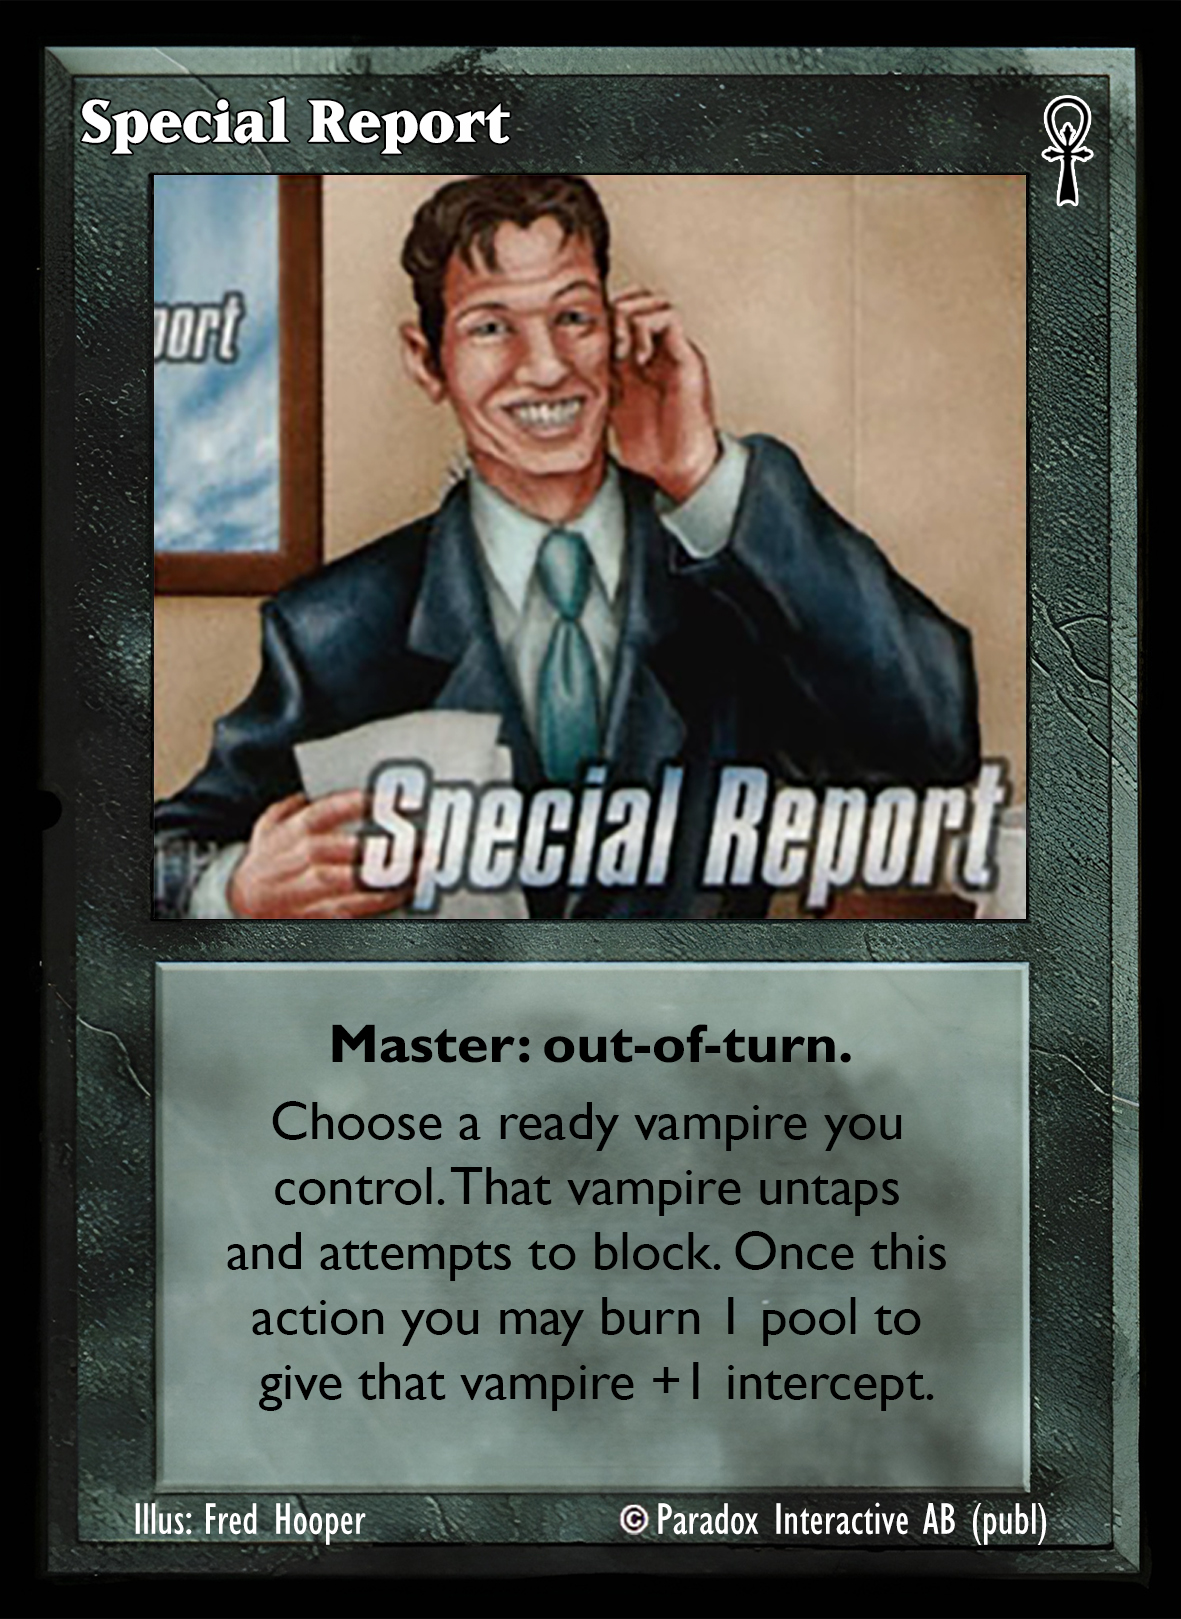 Special Report
port
Special Report
Master: out-of-turn.
Choose a ready vampire you
control. That vampire untaps
and attempts to block. Once this
action you may burn 1 pool to
give that vampire +1 intercept.
Illus: Fred Hooper
© Paradox Interactive AB (publ)